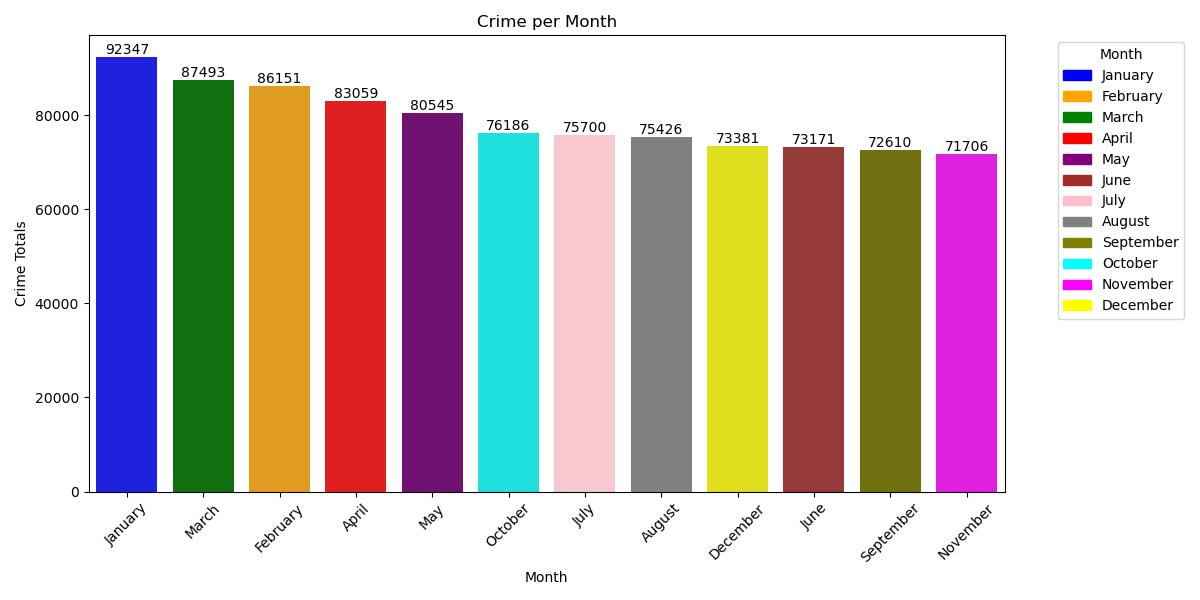 Crime per Month
92347
87493
86151
83059
80545
76186
75700
75426
73381
73171
72610
71706
80000
60000
40000
20000
0
Crime Totals
January
March
February
April
May
October
July
August
December
June
September
November
Month
Month
January
February
March
April
May
June
July
August
September
October
November
December